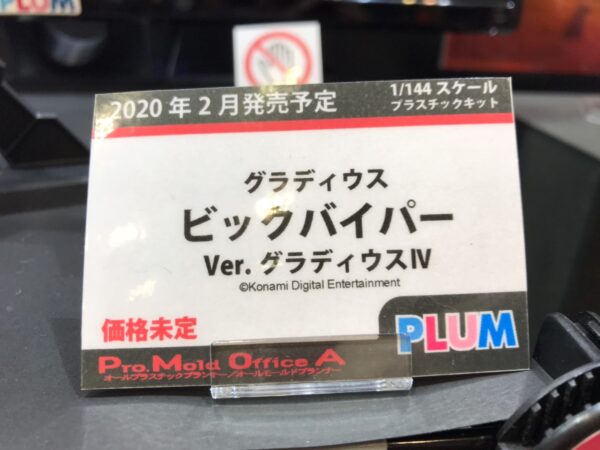 PLUM
2020年2月発売予定
1/144スケール
プラスチックキット
グラディウス
ビックバイパー
Ver. グラディウスⅣ
©Konami Digital Entertainment
価格未定
PLUM
Pro.Mold Office A
オールプラスチックプランナー／オールモールドプランナー